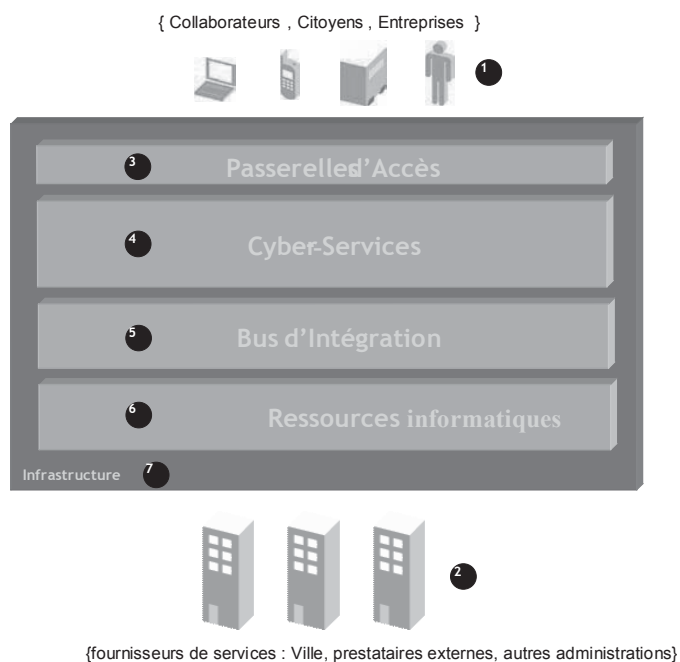 { Collaborateurs , Citoyens , Entreprises }
1
3 Passerelles d'Accès
4 Cyber-Services
5 Bus d'Intégration
6 Ressources informatiques
Infrastructure 7
2
{fournisseurs de services : Ville, prestataires externes, autres administrations}